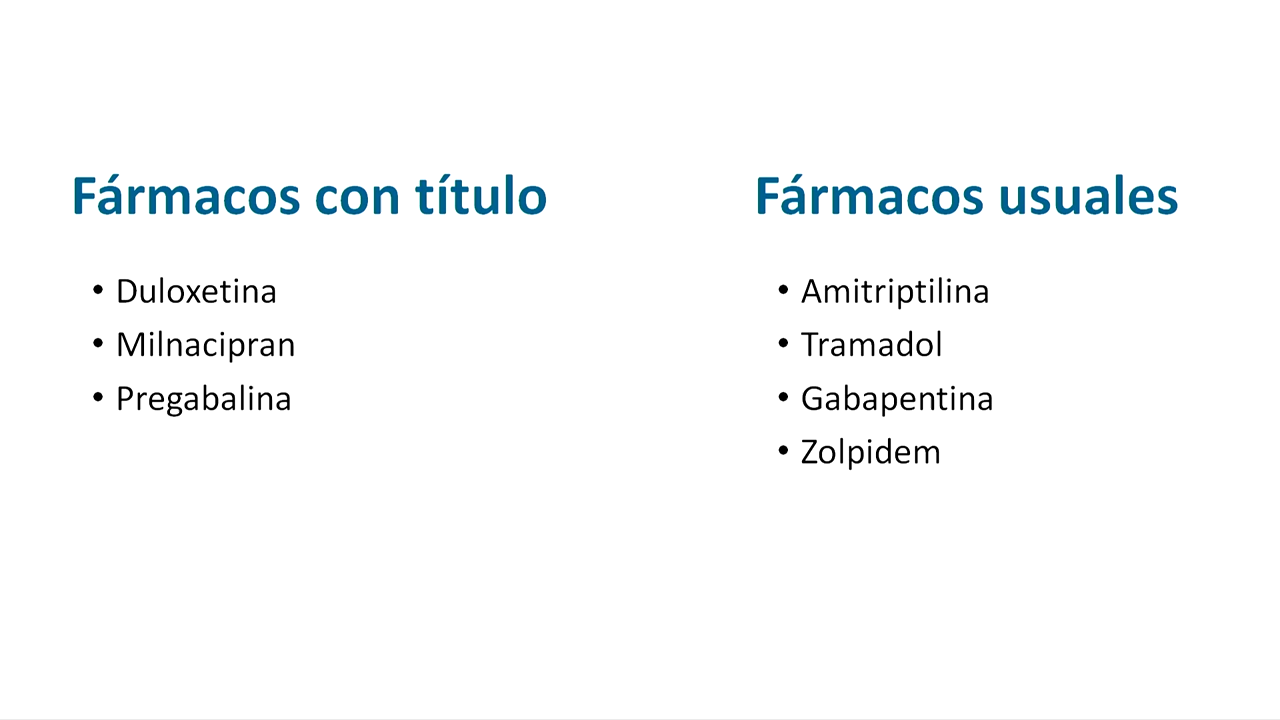 Fármacos con título
• Duloxetina
• Milnacipran
• Pregabalina
Fármacos usuales
• Amitriptilina
• Tramadol
• Gabapentina
• Zolpidem